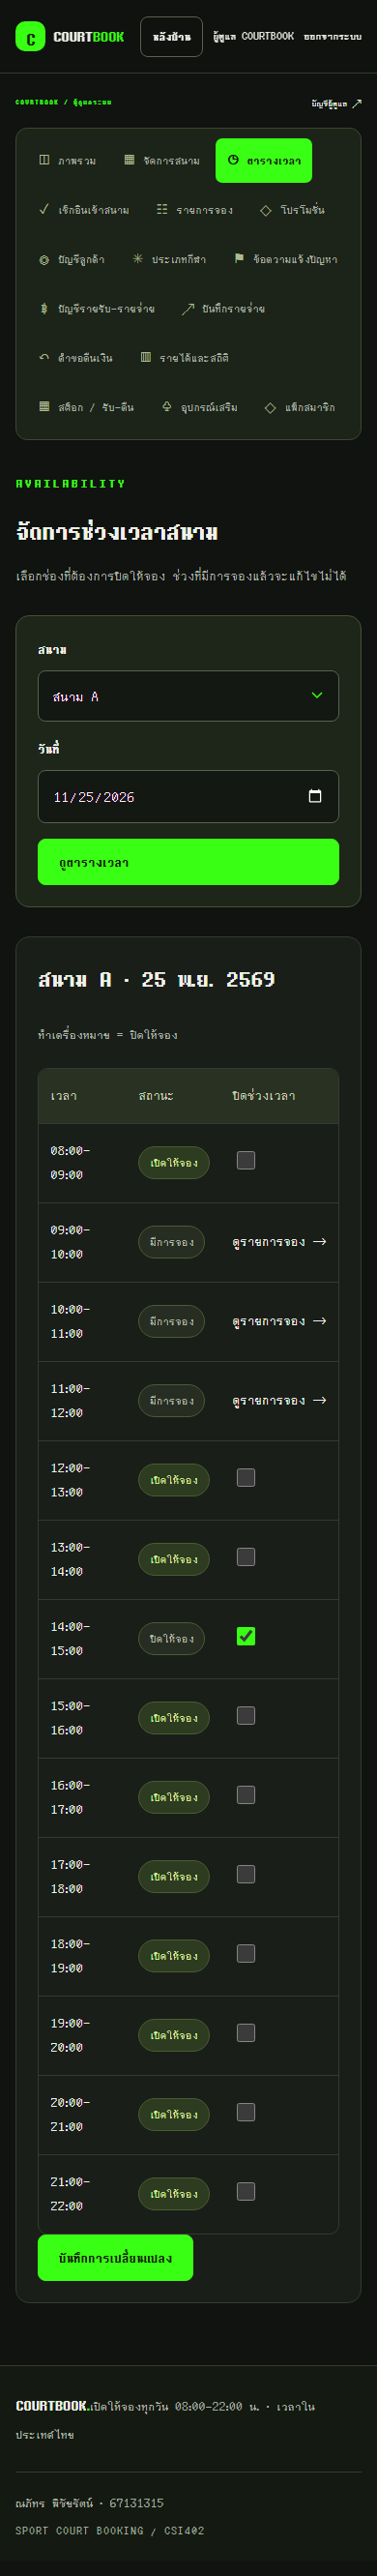 C COURTBOOK หลังบ้าน ผู้ดูแล COURTBOOK ออกจากระบบ
COURTBOOK / ผู้ดูแลระบบ บัญชีผู้ดูแล ↗
ภาพรวม จัดการสนาม ตารางเวลา
✓ เช็กอินเข้าสนาม รายการจอง โปรโมชั่น
บัญชีลูกค้า ประเภทกีฬา ข้อความแจ้งปัญหา
฿ บัญชีรายรับ-รายจ่าย ↗ บันทึกรายจ่าย
คำขอคืนเงิน รายได้และสถิติ
สต็อก / รับ-คืน อุปกรณ์เสริม แพ็กสมาชิก
AVAILABILITY
จัดการช่วงเวลาสนาม
เลือกช่องที่ต้องการปิดให้จอง ช่วงที่มีการจองแล้วจะแก้ไขไม่ได้
สนาม
สนาม A
วันที่
11/25/2026
ดูตารางเวลา
สนาม A · 25 พ.ย. 2569
ทำเครื่องหมาย = ปิดให้จอง
เวลา สถานะ ปิดช่วงเวลา
08:00–
09:00 เปิดให้จอง
09:00–
10:00 มีการจอง ดูรายการจอง →
10:00–
11:00 มีการจอง ดูรายการจอง →
11:00–
12:00 มีการจอง ดูรายการจอง →
12:00–
13:00 เปิดให้จอง
13:00–
14:00 เปิดให้จอง
14:00–
15:00 ปิดให้จอง
15:00–
16:00 เปิดให้จอง
16:00–
17:00 เปิดให้จอง
17:00–
18:00 เปิดให้จอง
18:00–
19:00 เปิดให้จอง
19:00–
20:00 เปิดให้จอง
20:00–
21:00 เปิดให้จอง
21:00–
22:00 เปิดให้จอง
บันทึกการเปลี่ยนแปลง
COURTBOOK.เปิดให้จองทุกวัน 08:00–22:00 น. · เวลาใน
ประเทศไทย
ณภัทร พิชัยรัตน์ · 67131315
SPORT COURT BOOKING / CSI402